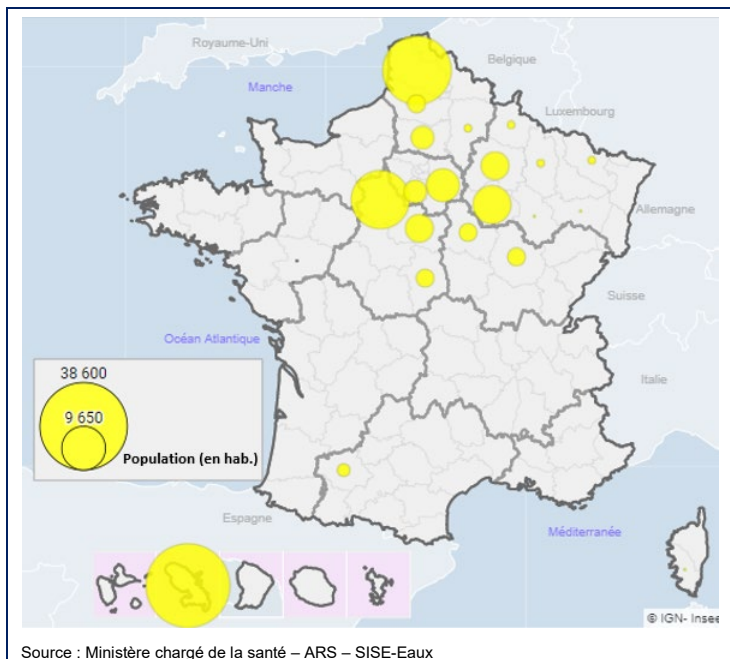 Royaume-Uni
Belgique
Manche
Luxembourg
Allemagne
Suisse
Océan Atlantique
Italie
38 600
9 650
Population (en hab.)
Espagne
Méditerranée
© IGN- Insee
Source : Ministère chargé de la santé – ARS – SISE-Eaux